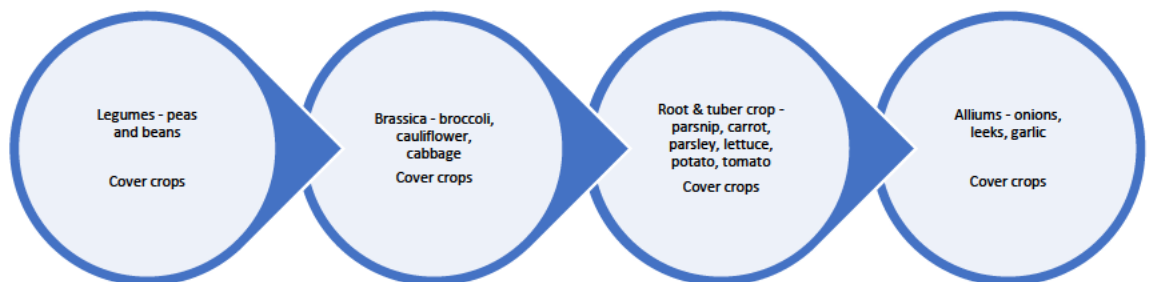 Legumes - peas
and beans
Cover crops
Brassica - broccoli,
cauliflower,
cabbage
Cover crops
Root & tuber crop -
parsnip, carrot,
parsley, lettuce,
potato, tomato
Cover crops
Alliums - onions,
leeks, garlic
Cover crops